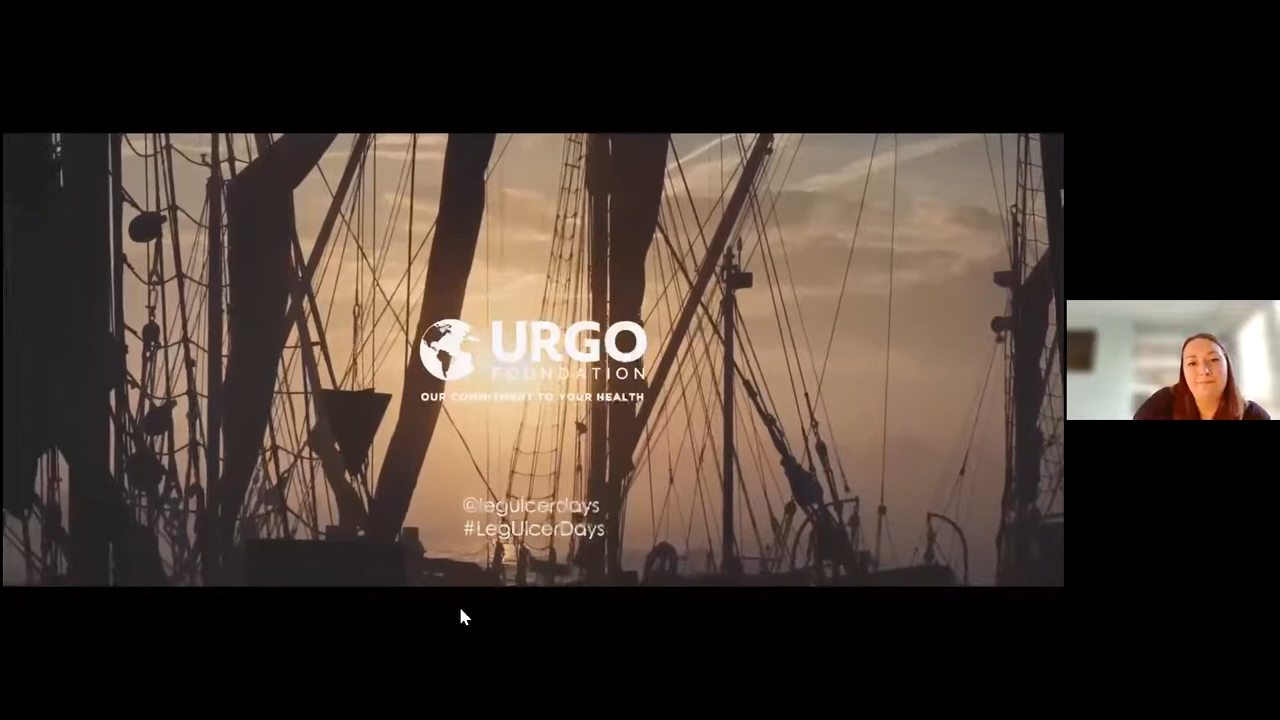 URGO
FOUNDATION
OUR COMMITMENT TO YOUR HEALTH
@legulcerdays
#LegUlcerDays